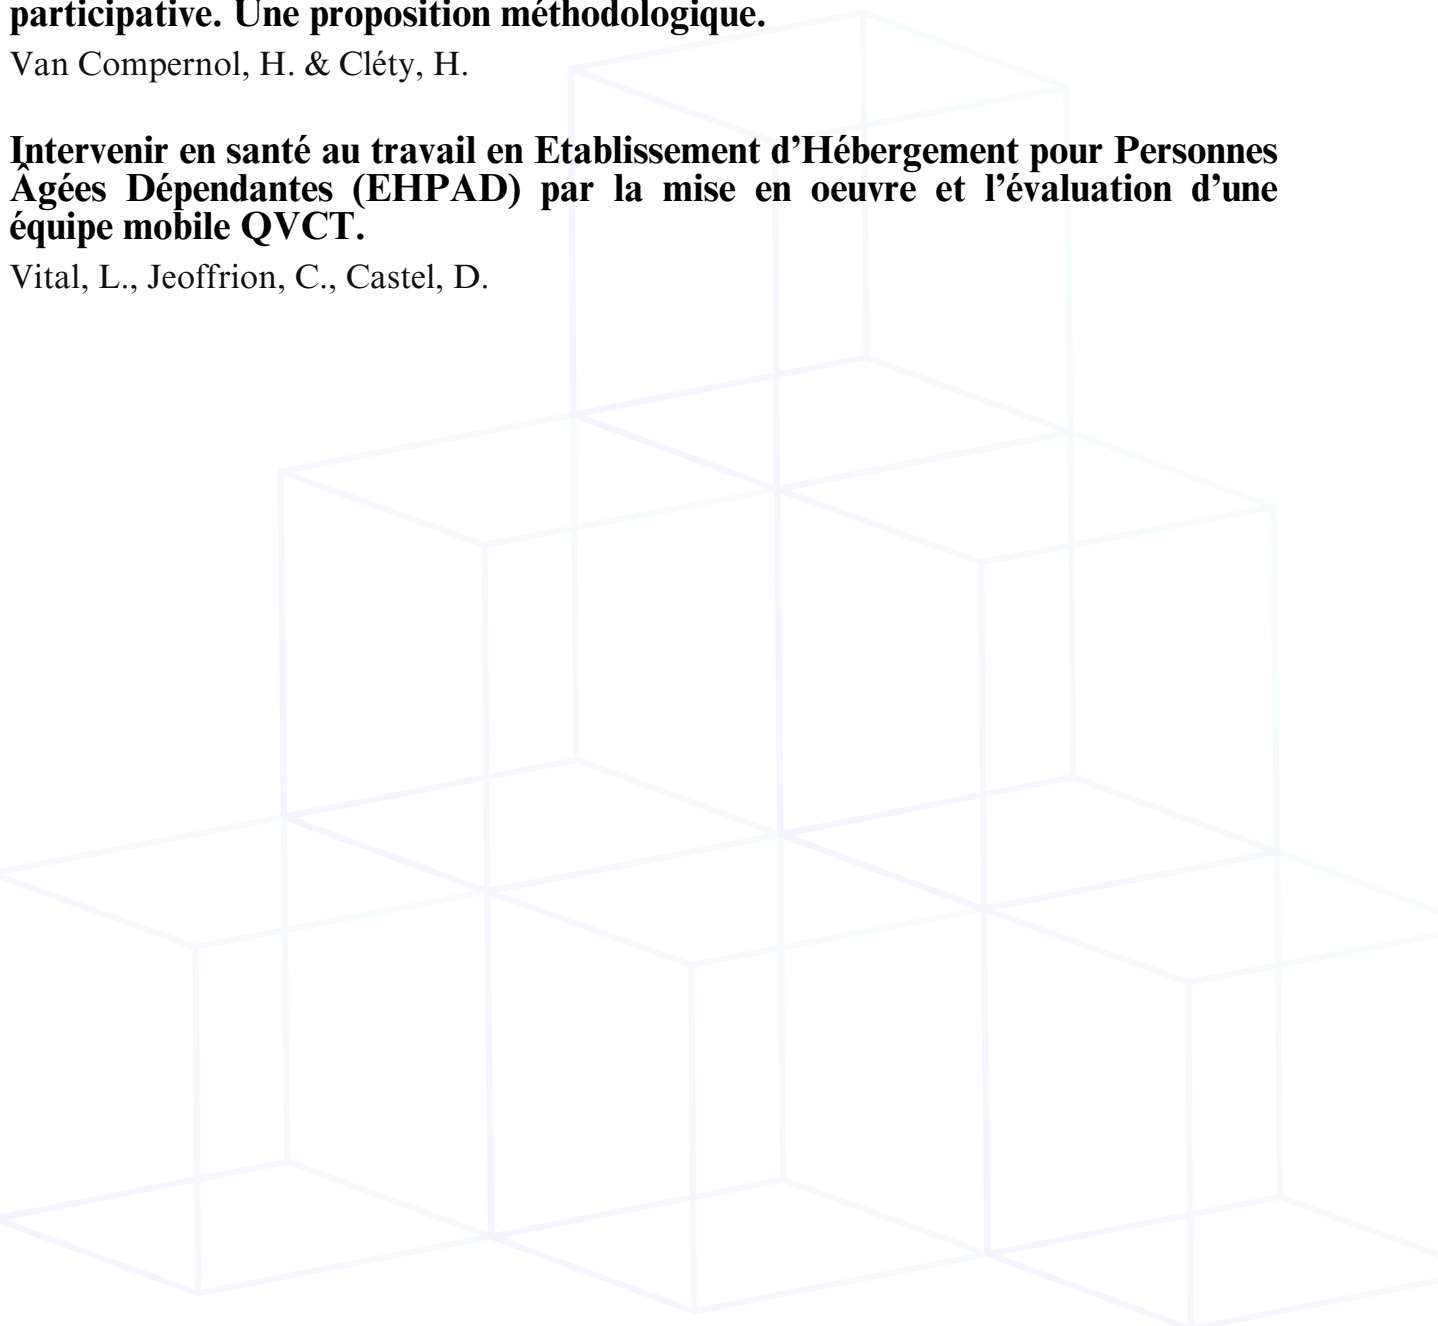 participative. Une proposition méthodologique.
Van Compernol, H. & Cléty, H.
Intervenir en santé au travail en Etablissement d’Hébergement pour Personnes
Âgées Dépendantes (EHPAD) par la mise en oeuvre et l’évaluation d’une
équipe mobile QVCT.
Vital, L., Jeoffrion, C., Castel, D.